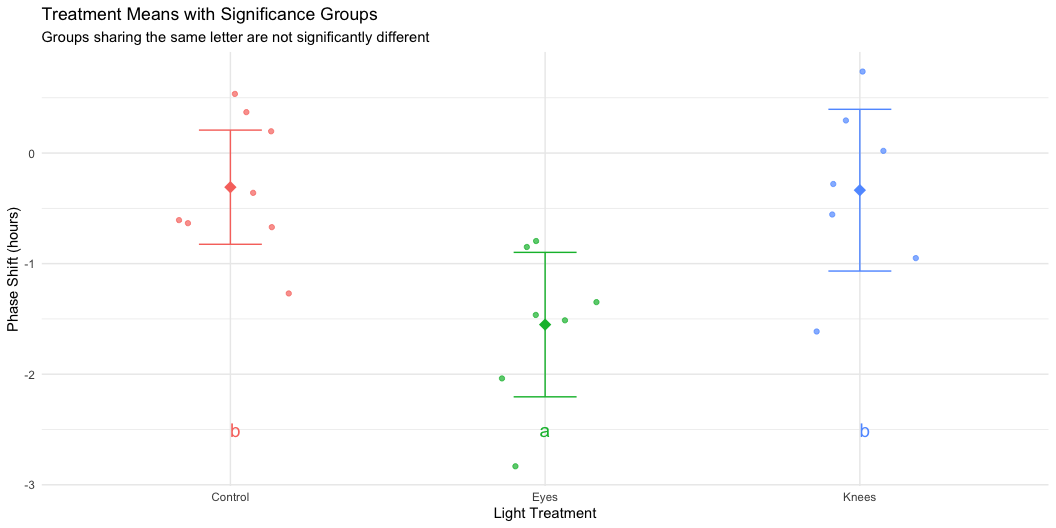 Treatment Means with Significance Groups
Groups sharing the same letter are not significantly different
Phase Shift (hours)
0
-1
-2
-3
b
a
b
Control
Eyes
Knees
Light Treatment